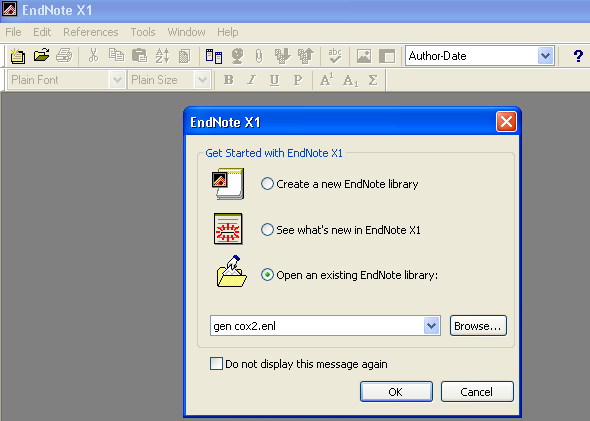 EndNote X1
File Edit References Tools Window Help
abc Author-Date ?
Plain Font Plain Size B I U P A¹ A₁ Σ
EndNote X1
Get Started with EndNote X1
Create a new EndNote library
See what's new in EndNote X1
Open an existing EndNote library:
gen cox2.enl Browse...
Do not display this message again
OK Cancel